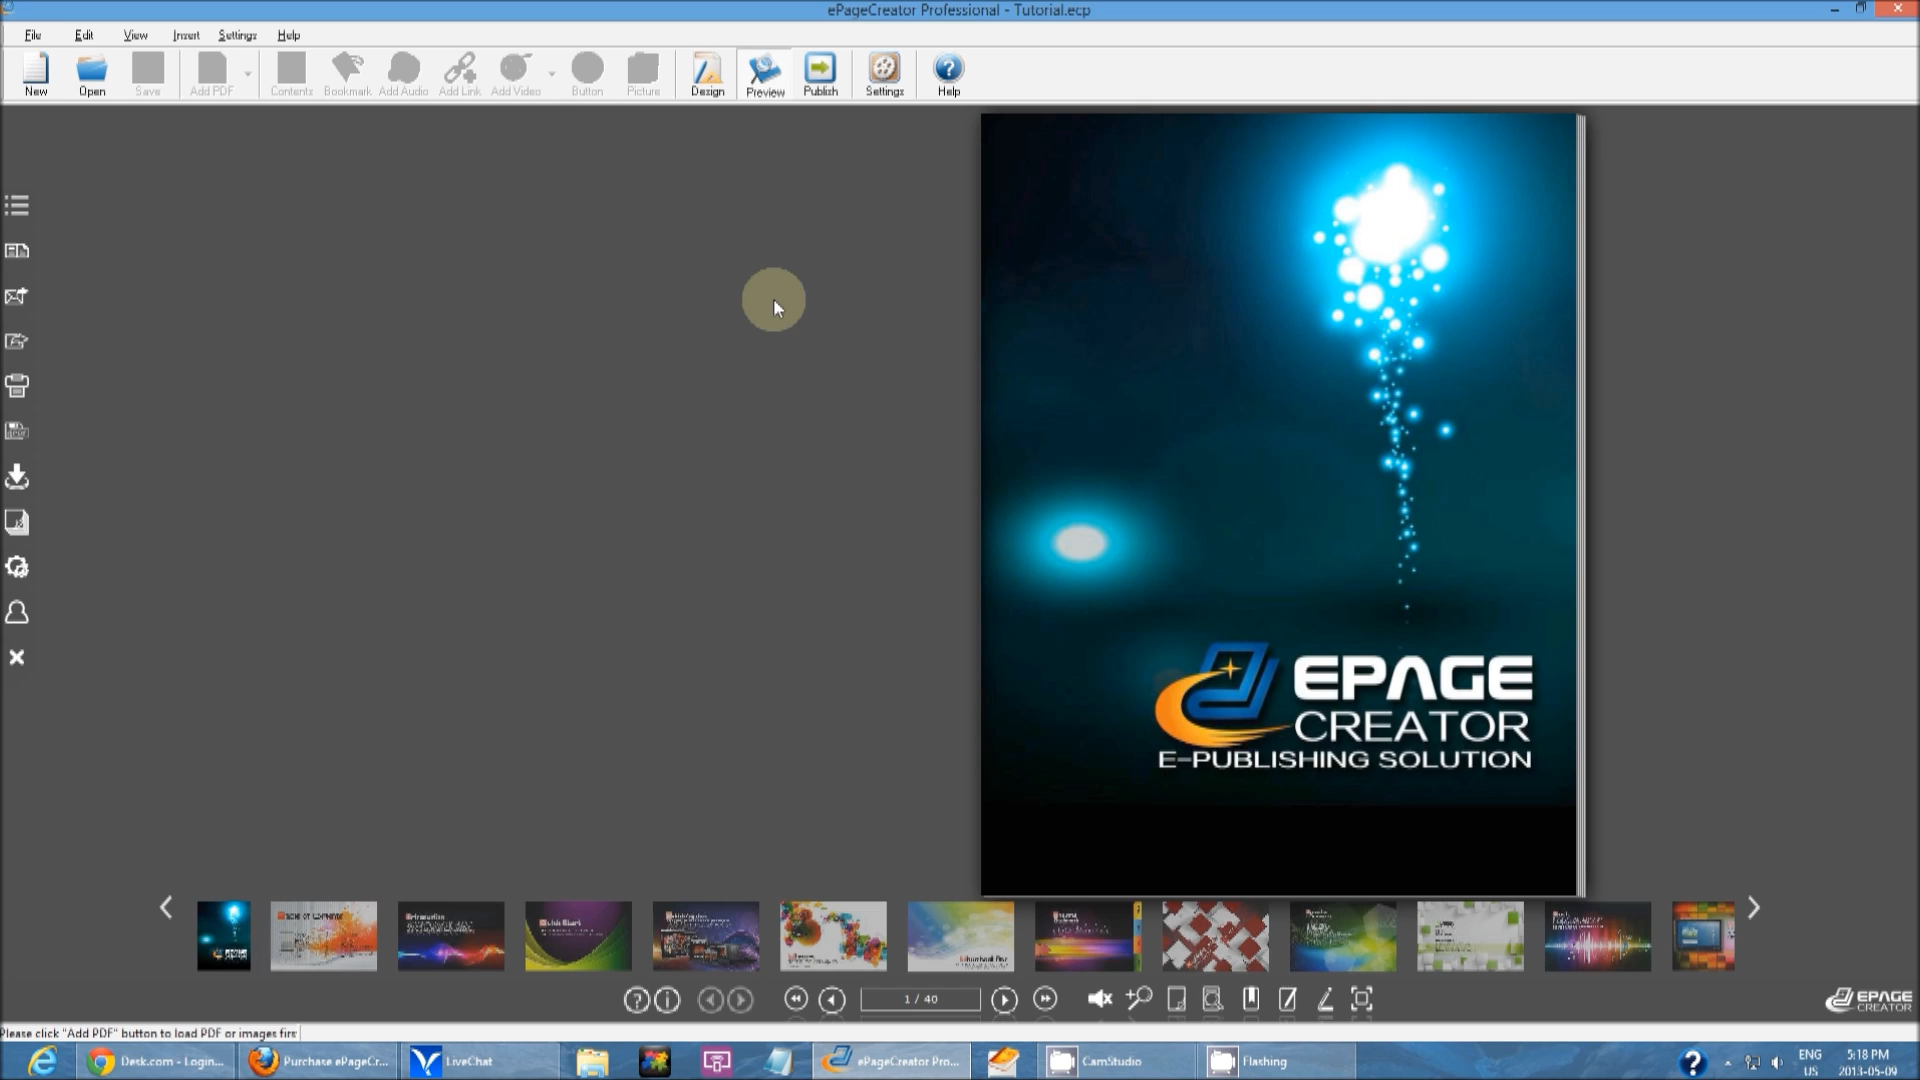 ePageCreator Professional - Tutorial.ecp
File Edit View Insert Settings Help
New Open Save Add PDF Contents Bookmark Add Audio Add Link Add Video Button Picture Design Preview Publish Settings Help
EPAGE
CREATOR
E-PUBLISHING SOLUTION
1 / 40
EPAGE
CREATOR
Please click "Add PDF" button to load PDF or images firs
Desk.com - Login... Purchase ePageCr... LiveChat ePageCreator Pro... CamStudio Flashing
ENG
US
5:18 PM
2013-05-09